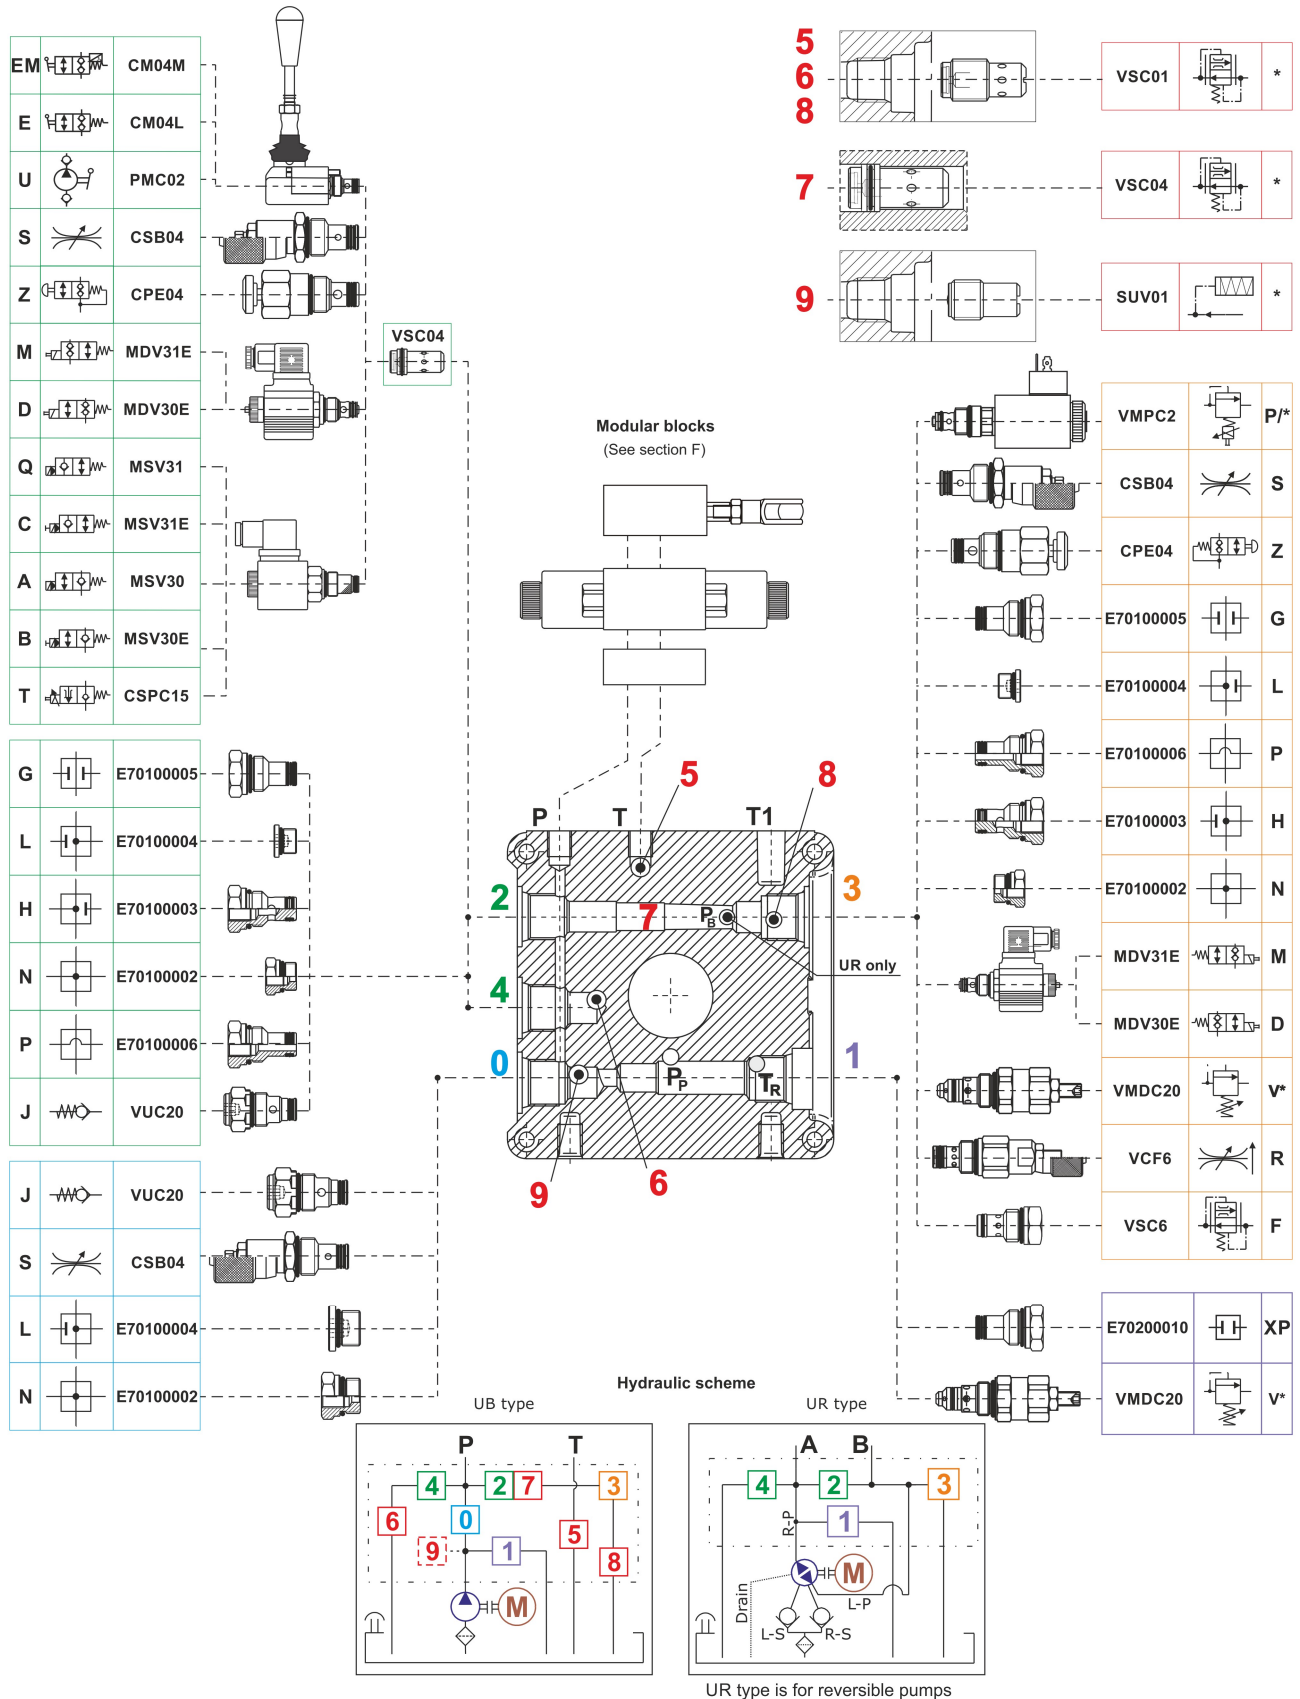 EM CM04M
E CM04L
U PMC02
S CSB04
Z CPE04
M MDV31E
D MDV30E
Q MSV31
C MSV31E
A MSV30
B MSV30E
T CSPC15
VSC04
G E70100005
L E70100004
H E70100003
N E70100002
P E70100006
J VUC20
J VUC20
S CSB04
L E70100004
N E70100002
5
6
8
VSC01 *
7
VSC04 *
9
SUV01 *
Modular blocks
(See section F)
VMPC2 P/*
CSB04 S
CPE04 Z
E70100005 G
E70100004 L
E70100006 P
E70100003 H
E70100002 N
MDV31E M
MDV30E D
VMDC20 V*
VCF6 R
VSC6 F
E70200010 XP
VMDC20 V*
5
8
P T T1
2
3
7
PB
UR only
4
0
1
PP
TR
9
6
Hydraulic scheme
UB type
P T
4 2 7 3
6 0
5
9 1
8
M
UR type
A B
4 2 3
R-P
1
M
Drain
L-P
L-S R-S
UR type is for reversible pumps